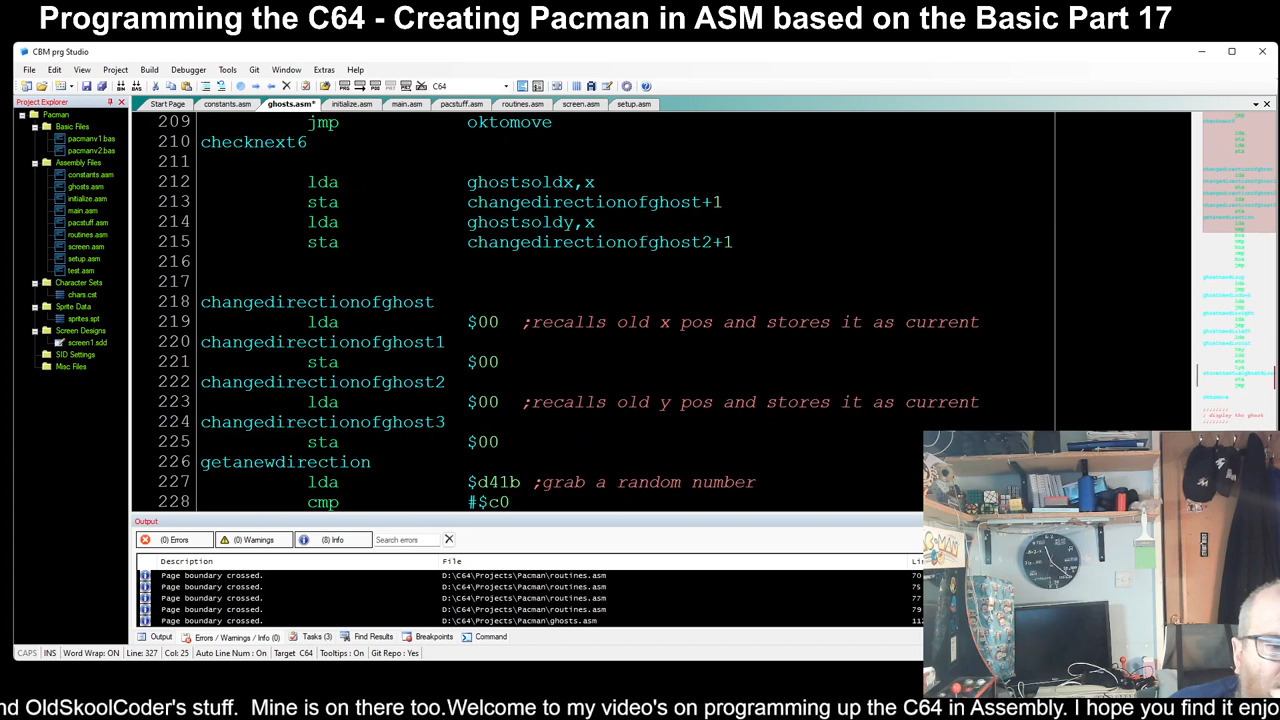 Programming the C64 - Creating Pacman in ASM based on the Basic Part 17
CBM prg Studio
File Edit View Project Build Debugger Tools Git Window Extras Help
C64
Project Explorer
Start Page constants.asm ghosts.asm* initialize.asm main.asm pacstuff.asm routines.asm screen.asm setup.asm
Pacman
Basic Files
pacmanv1.bas
pacmanv2.bas
Assembly Files
constants.asm
ghosts.asm
initialize.asm
main.asm
pacstuff.asm
routines.asm
screen.asm
setup.asm
test.asm
Character Sets
chars.cst
Sprite Data
sprites.spt
Screen Designs
screen1.sdd
SID Settings
Misc Files
209 jmp oktomove
210 checknext6
211
212 lda ghostsoldx,x
213 sta changedirectionofghost+1
214 lda ghostsoldy,x
215 sta changedirectionofghost2+1
216
217
218 changedirectionofghost
219 lda $00 ;recalls old x pos and stores it as current
220 changedirectionofghost1
221 sta $00
222 changedirectionofghost2
223 lda $00 ;recalls old y pos and stores it as current
224 changedirectionofghost3
225 sta $00
226 getanewdirection
227 lda $d41b ;grab a random number
228 cmp #$c0
Output
(0) Errors (0) Warnings (8) Info Search errors
Description File
Page boundary crossed. D:\C64\Projects\Pacman\routines.asm 70
Page boundary crossed. D:\C64\Projects\Pacman\routines.asm 75
Page boundary crossed. D:\C64\Projects\Pacman\routines.asm 77
Page boundary crossed. D:\C64\Projects\Pacman\routines.asm 79
Page boundary crossed. D:\C64\Projects\Pacman\ghosts.asm
Output Errors / Warnings / Info (0) Tasks (3) Find Results Breakpoints Command
CAPS INS Word Wrap: ON Line: 327 Col: 25 Auto Line Num : On Target C64 Tooltips : On Git Repo : Yes
nd OldSkoolCoder's stuff. Mine is on there too.Welcome to my video's on programming up the C64 in Assembly. I hope you find it enjo